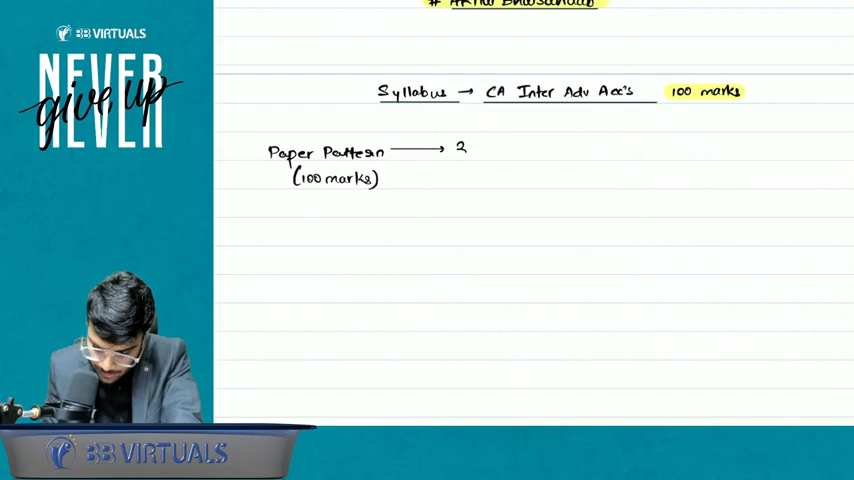 BB VIRTUALS
NEVER
give up
NEVER
#
Syllabus → CA Inter Adv Acc's 100 marks
Paper Pattern → 2
(100 marks)
BB VIRTUALS